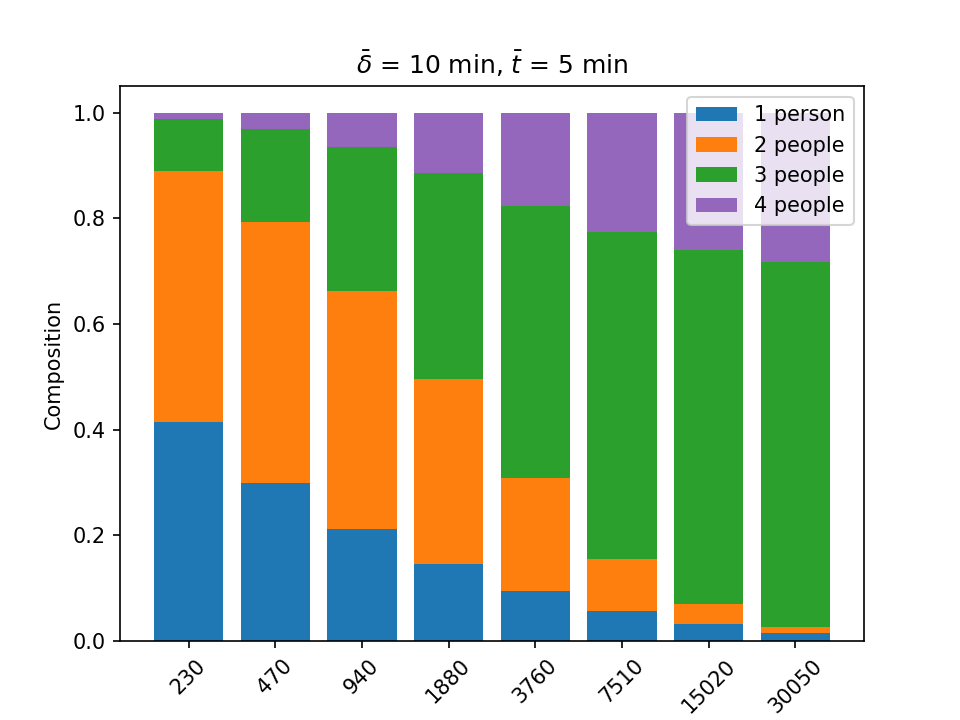 δ̄ = 10 min, t̄ = 5 min
1 person
2 people
3 people
4 people
Composition
1.0
0.8
0.6
0.4
0.2
0.0
230
470
940
1880
3760
7510
15020
30050